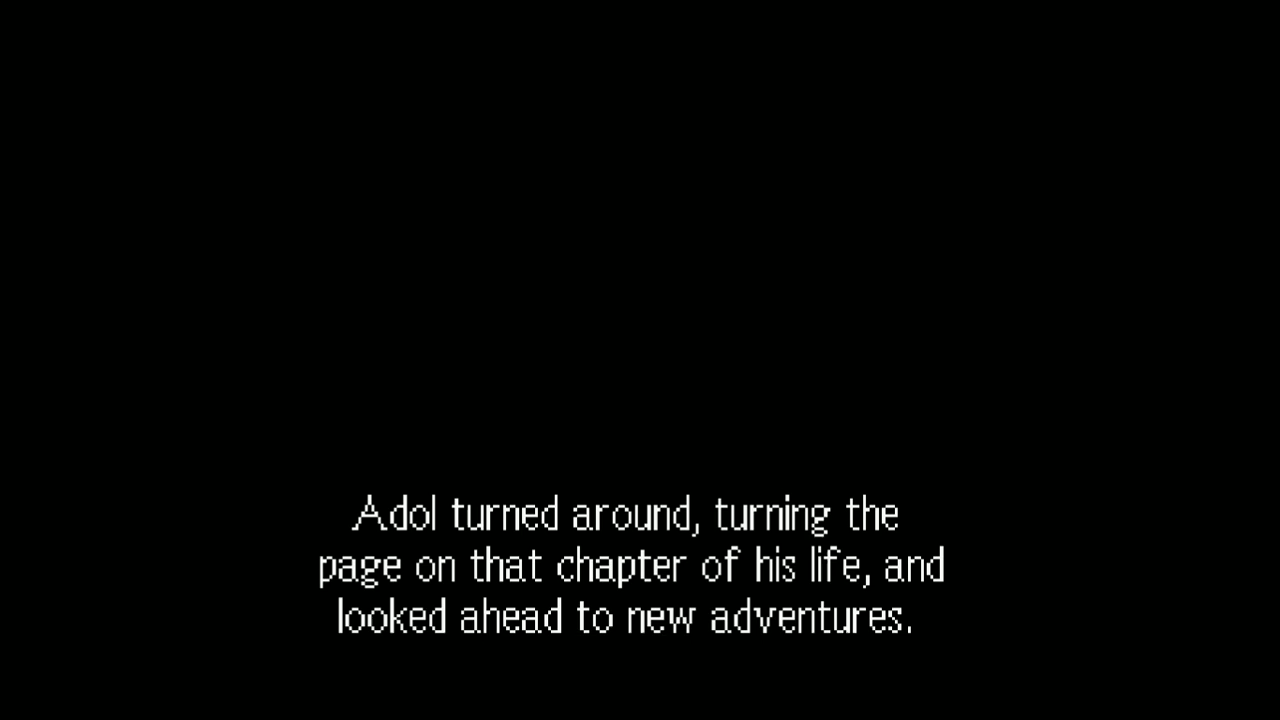 Adol turned around, turning the
page on that chapter of his life, and
looked ahead to new adventures.